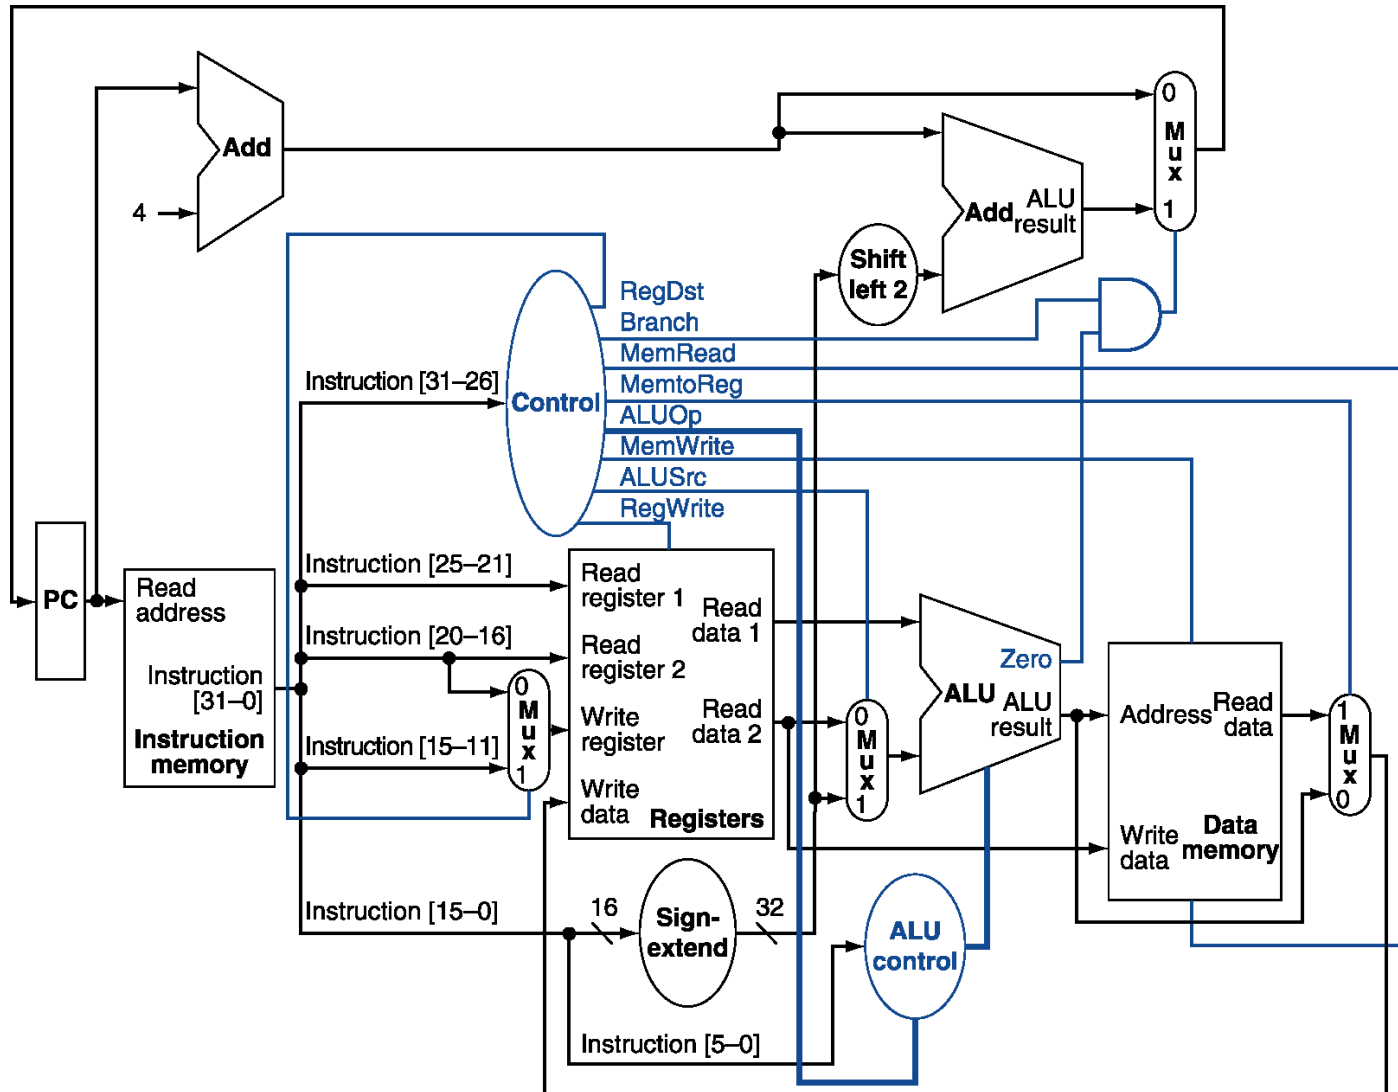 0
M
u
x
1
Add
4
Add
ALU
result
Shift
left 2
RegDst
Branch
MemRead
MemtoReg
ALUOp
MemWrite
ALUSrc
RegWrite
Instruction [31–26]
Control
PC
Read
address
Instruction
[31–0]
Instruction
memory
Instruction [25–21]
Instruction [20–16]
Instruction [15–11]
0
M
u
x
1
Read
register 1
Read
register 2
Write
register
Write
data
Read
data 1
Read
data 2
Registers
0
M
u
x
1
Zero
ALU
ALU
result
Address
Read
data
Write
data
Data
memory
1
M
u
x
0
Instruction [15–0]
16
Sign-
extend
32
ALU
control
Instruction [5–0]